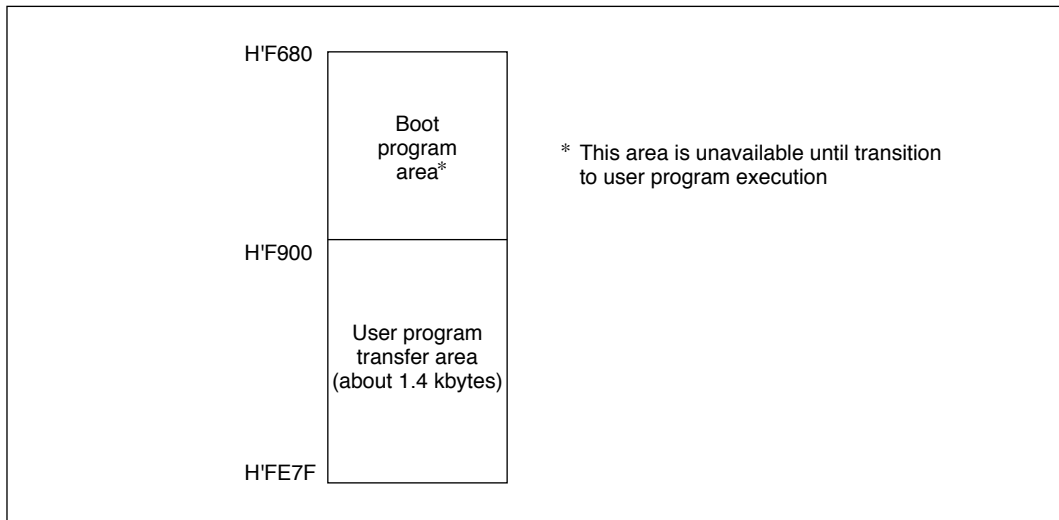 H'F680
Boot
program
area*
* This area is unavailable until transition
to user program execution
H'F900
User program
transfer area
(about 1.4 kbytes)
H'FE7F